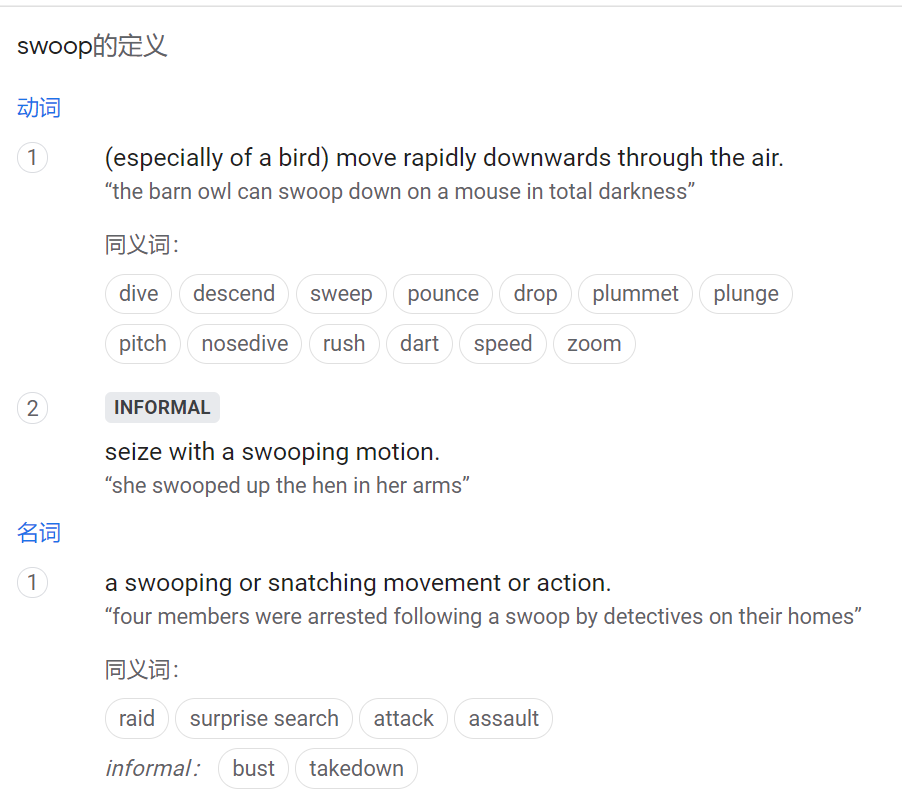 swoop的定义
动词
1 (especially of a bird) move rapidly downwards through the air.
“the barn owl can swoop down on a mouse in total darkness”
同义词：
dive descend sweep pounce drop plummet plunge
pitch nosedive rush dart speed zoom
2 INFORMAL
seize with a swooping motion.
“she swooped up the hen in her arms”
名词
1 a swooping or snatching movement or action.
“four members were arrested following a swoop by detectives on their homes”
同义词：
raid surprise search attack assault
informal： bust takedown